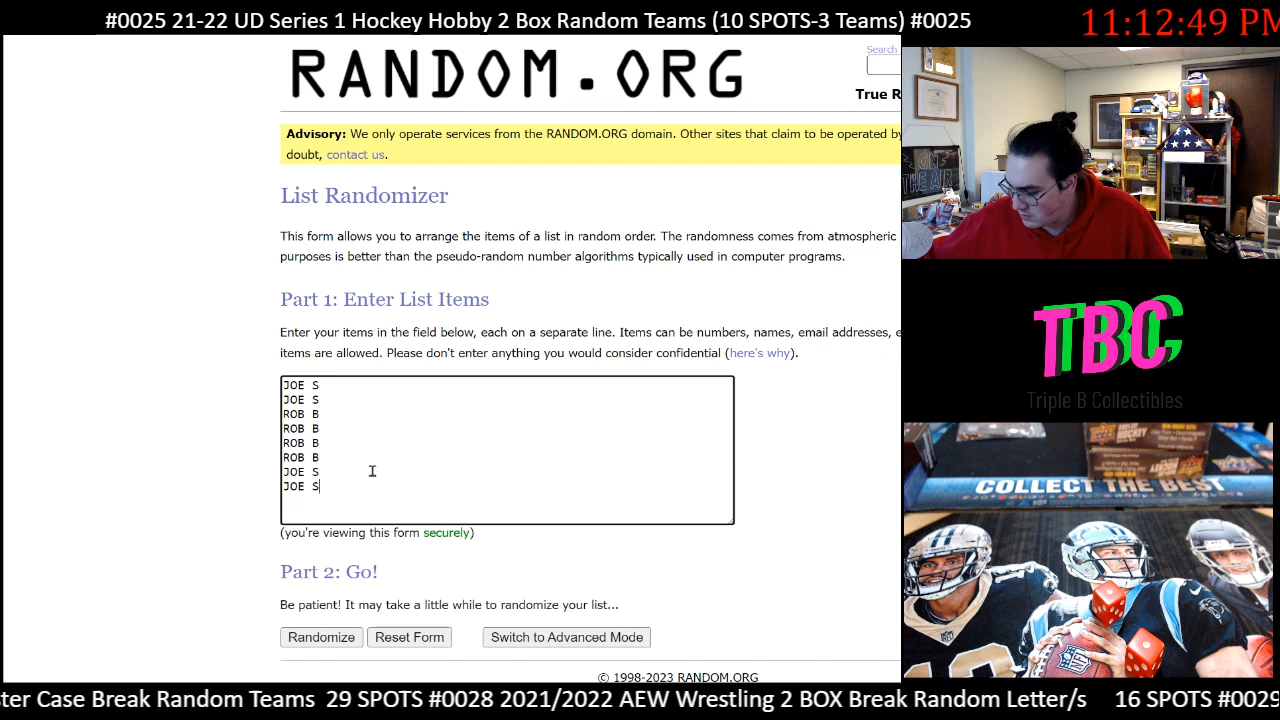 #0025 21-22 UD Series 1 Hockey Hobby 2 Box Random Teams (10 SPOTS-3 Teams) #0025
11:12:49 PM
RANDOM.ORG
Search
True R
Advisory: We only operate services from the RANDOM.ORG domain. Other sites that claim to be operated by
doubt, contact us.
List Randomizer
This form allows you to arrange the items of a list in random order. The randomness comes from atmospheric
purposes is better than the pseudo-random number algorithms typically used in computer programs.
Part 1: Enter List Items
Enter your items in the field below, each on a separate line. Items can be numbers, names, email addresses, e
items are allowed. Please don't enter anything you would consider confidential (here's why).
JOE S
JOE S
ROB B
ROB B
ROB B
ROB B
JOE S
JOE S
(you're viewing this form securely)
Part 2: Go!
Be patient! It may take a little while to randomize your list...
Randomize
Reset Form
Switch to Advanced Mode
© 1998-2023 RANDOM.ORG
ON
THE AIR
TBC
Triple B Collectibles
HOCKEY
COLLECT THE BEST
ster Case Break Random Teams 29 SPOTS #0028 2021/2022 AEW Wrestling 2 BOX Break Random Letter/s 16 SPOTS #0029